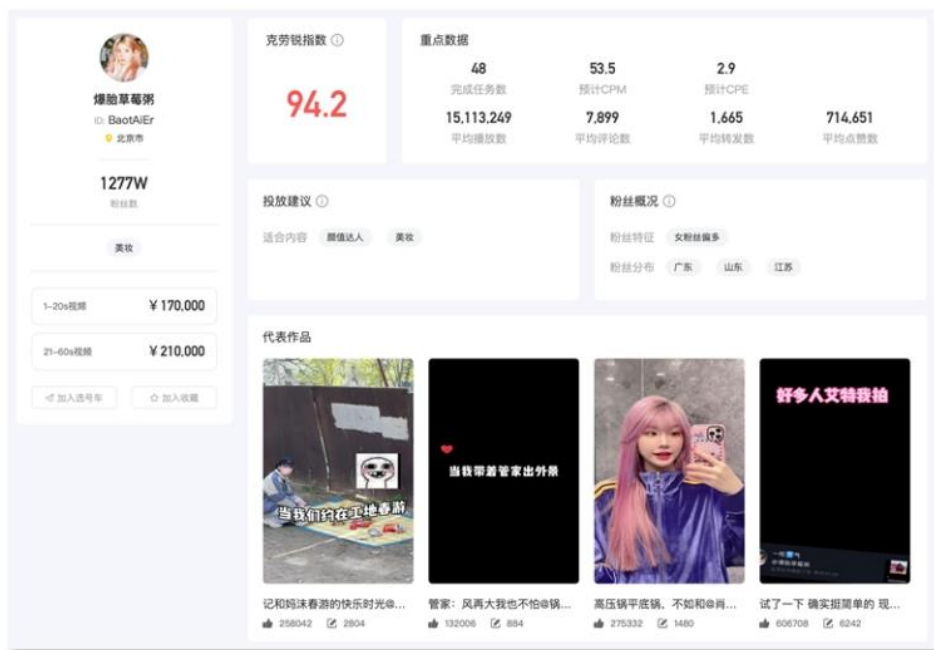 爆胎草莓粥
ID: BaotAiEr
北京市
1277W
粉丝数
美妆
1-20s视频 ¥170,000
21-60s视频 ¥210,000
加入选号车 加入收藏
克劳锐指数
94.2
重点数据
48 53.5 2.9
完成任务数 预计CPM 预计CPE
15,113,249 7,899 1,665 714,651
平均播放数 平均评论数 平均转发数 平均点赞数
投放建议
适合内容 颜值达人 美妆
粉丝概况
粉丝特征 女粉丝偏多
粉丝分布 广东 山东 江苏
代表作品
当我们约在工地春游
当我带着管家出外景
好多人艾特我拍
@爆胎草莓粥
记和妈沫春游的快乐时光@...
258042 2804
管家：风再大我也不怕@锅...
132006 884
高压锅平底锅，不如和@肖...
275332 1480
试了一下 确实挺简单的 现...
606708 6242